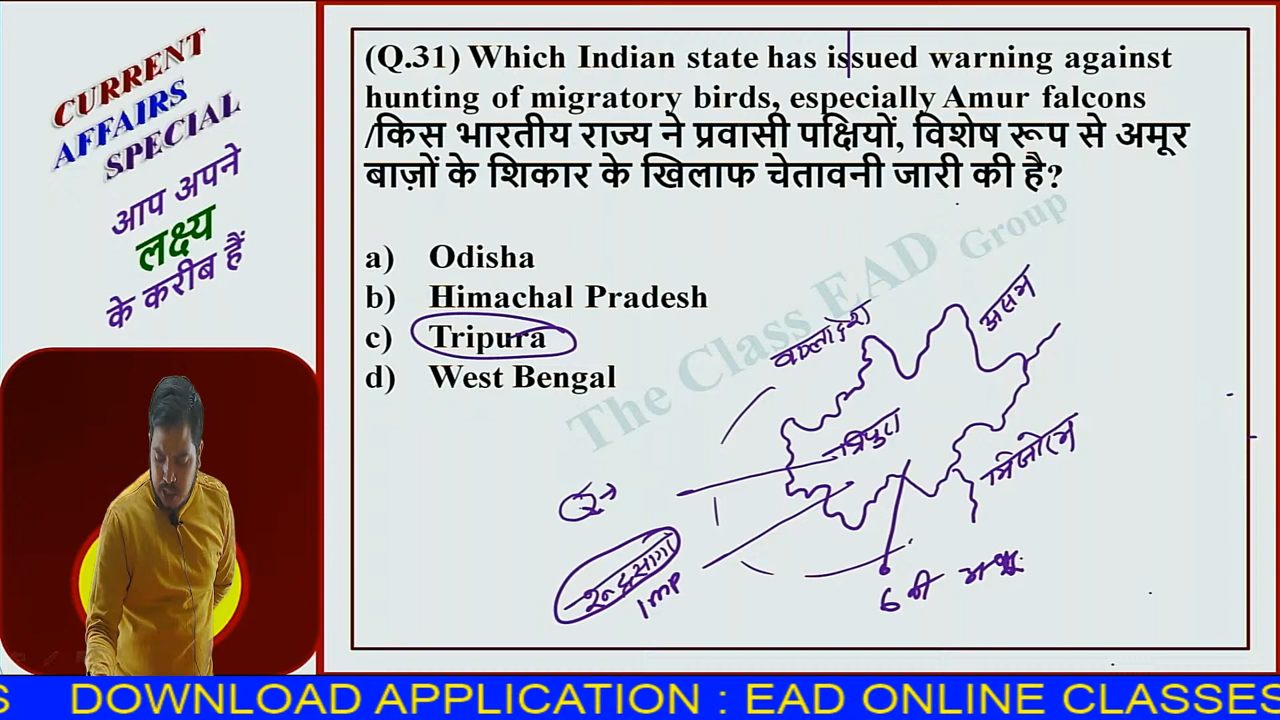 CURRENT
AFFAIRS
SPECIAL
आप अपने
लक्ष्य
के करीब हैं
(Q.31) Which Indian state has issued warning against
hunting of migratory birds, especially Amur falcons
/किस भारतीय राज्य ने प्रवासी पक्षियों, विशेष रूप से अमूर
बाज़ों के शिकार के खिलाफ चेतावनी जारी की है?
a) Odisha
b) Himachal Pradesh
c) Tripura
d) West Bengal
The Class EAD Group
असम
त्रिपुरा
मिजोरम
IMP
S DOWNLOAD APPLICATION : EAD ONLINE CLASSES